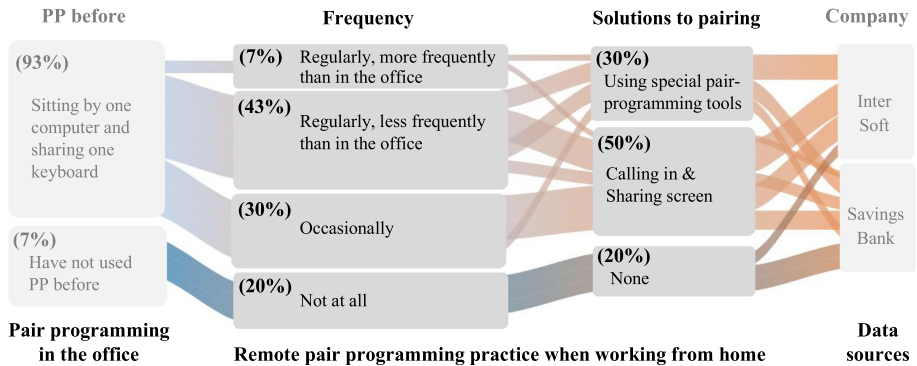 PP before
Frequency
Solutions to pairing
Company
(93%)
Sitting by one
computer and
sharing one
keyboard
(7%)
Have not used
PP before
(7%)
Regularly, more frequently
than in the office
(43%)
Regularly, less frequently
than in the office
(30%)
Occasionally
(20%)
Not at all
(30%)
Using special pair-
programming tools
(50%)
Calling in &
Sharing screen
(20%)
None
Inter
Soft
Savings
Bank
Pair programming
in the office
Remote pair programming practice when working from home
Data
sources